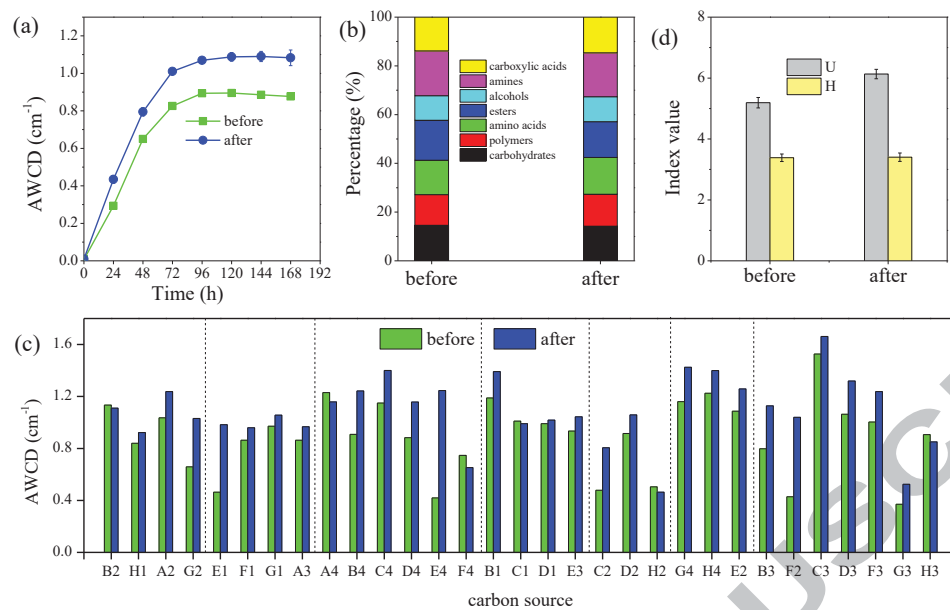 (a)
AWCD (cm⁻¹)
1.2
1.0
0.8
0.6
0.4
0.2
0.0
before
after
0 24 48 72 96 120 144 168 192
Time (h)
(b)
Percentage (%)
100
80
60
40
20
0
carboxylic acids
amines
alcohols
esters
amino acids
polymers
carbohydrates
before after
(d)
Index value
8
6
4
2
0
U
H
before after
(c)
AWCD (cm⁻¹)
1.6
1.2
0.8
0.4
0.0
before after
B2 H1 A2 G2 E1 F1 G1 A3 A4 B4 C4 D4 E4 F4 B1 C1 D1 E3 C2 D2 H2 G4 H4 E2 B3 F2 C3 D3 F3 G3 H3
carbon source
USC